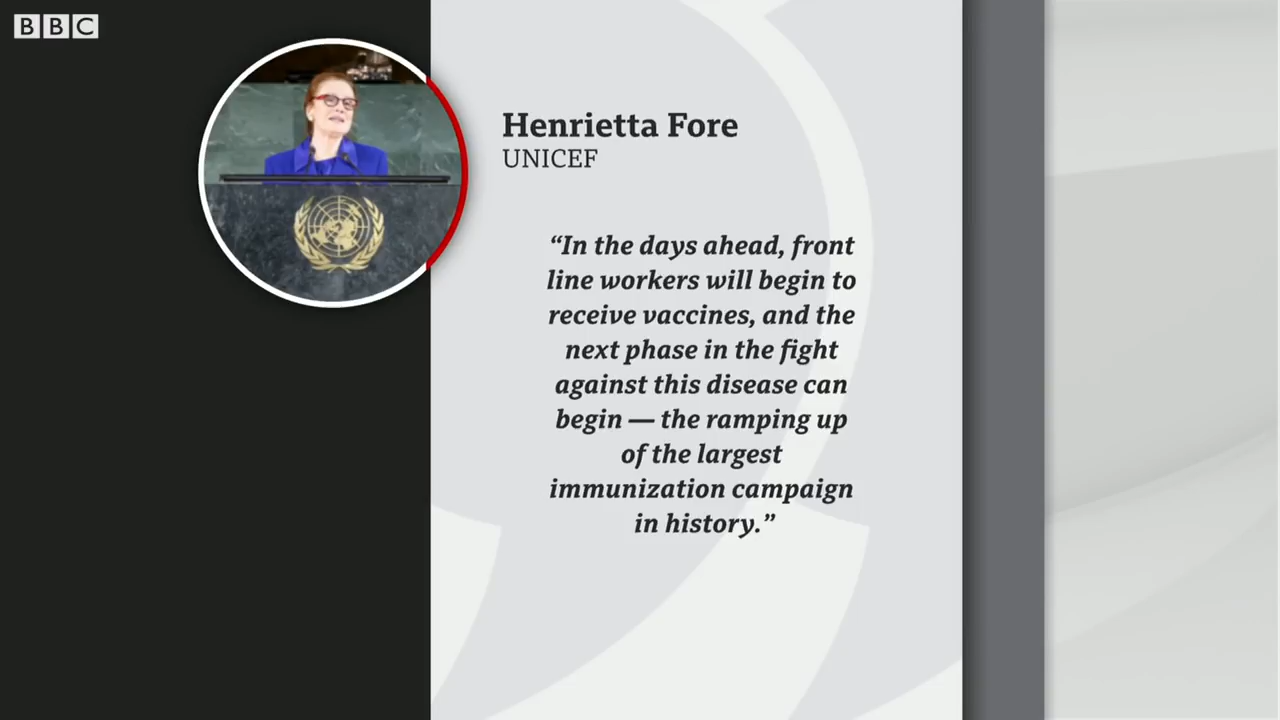 BBC
Henrietta Fore
UNICEF
“In the days ahead, front
line workers will begin to
receive vaccines, and the
next phase in the fight
against this disease can
begin — the ramping up
of the largest
immunization campaign
in history.”